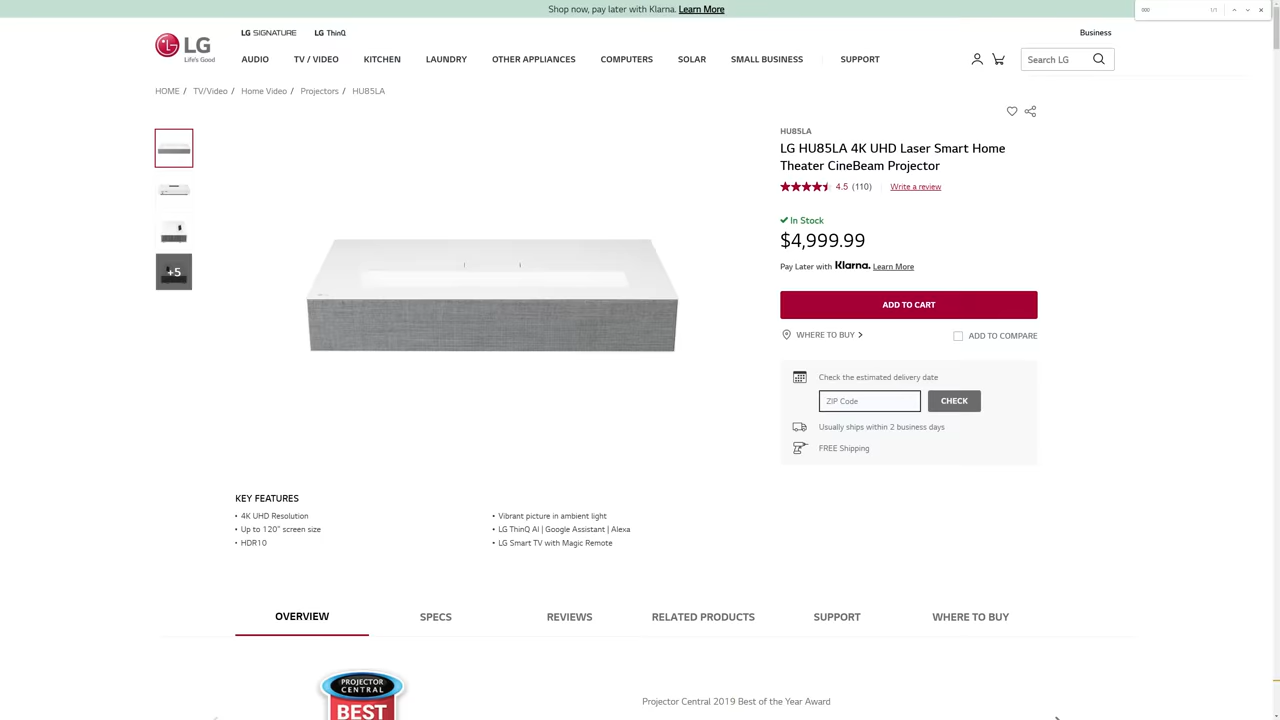 Shop now, pay later with Klarna. Learn More
000 1/1
LG SIGNATURE LG ThinQ Business
LG
Life's Good
AUDIO TV / VIDEO KITCHEN LAUNDRY OTHER APPLIANCES COMPUTERS SOLAR SMALL BUSINESS SUPPORT Search LG
HOME / TV/Video / Home Video / Projectors / HU85LA
HU85LA
LG HU85LA 4K UHD Laser Smart Home
Theater CineBeam Projector
4.5 (110) Write a review
In Stock
$4,999.99
Pay Later with Klarna. Learn More
ADD TO CART
WHERE TO BUY ADD TO COMPARE
+5
Check the estimated delivery date
ZIP Code CHECK
Usually ships within 2 business days
FREE Shipping
KEY FEATURES
• 4K UHD Resolution
• Up to 120" screen size
• HDR10
• Vibrant picture in ambient light
• LG ThinQ AI | Google Assistant | Alexa
• LG Smart TV with Magic Remote
OVERVIEW SPECS REVIEWS RELATED PRODUCTS SUPPORT WHERE TO BUY
PROJECTOR
CENTRAL
BEST
Projector Central 2019 Best of the Year Award